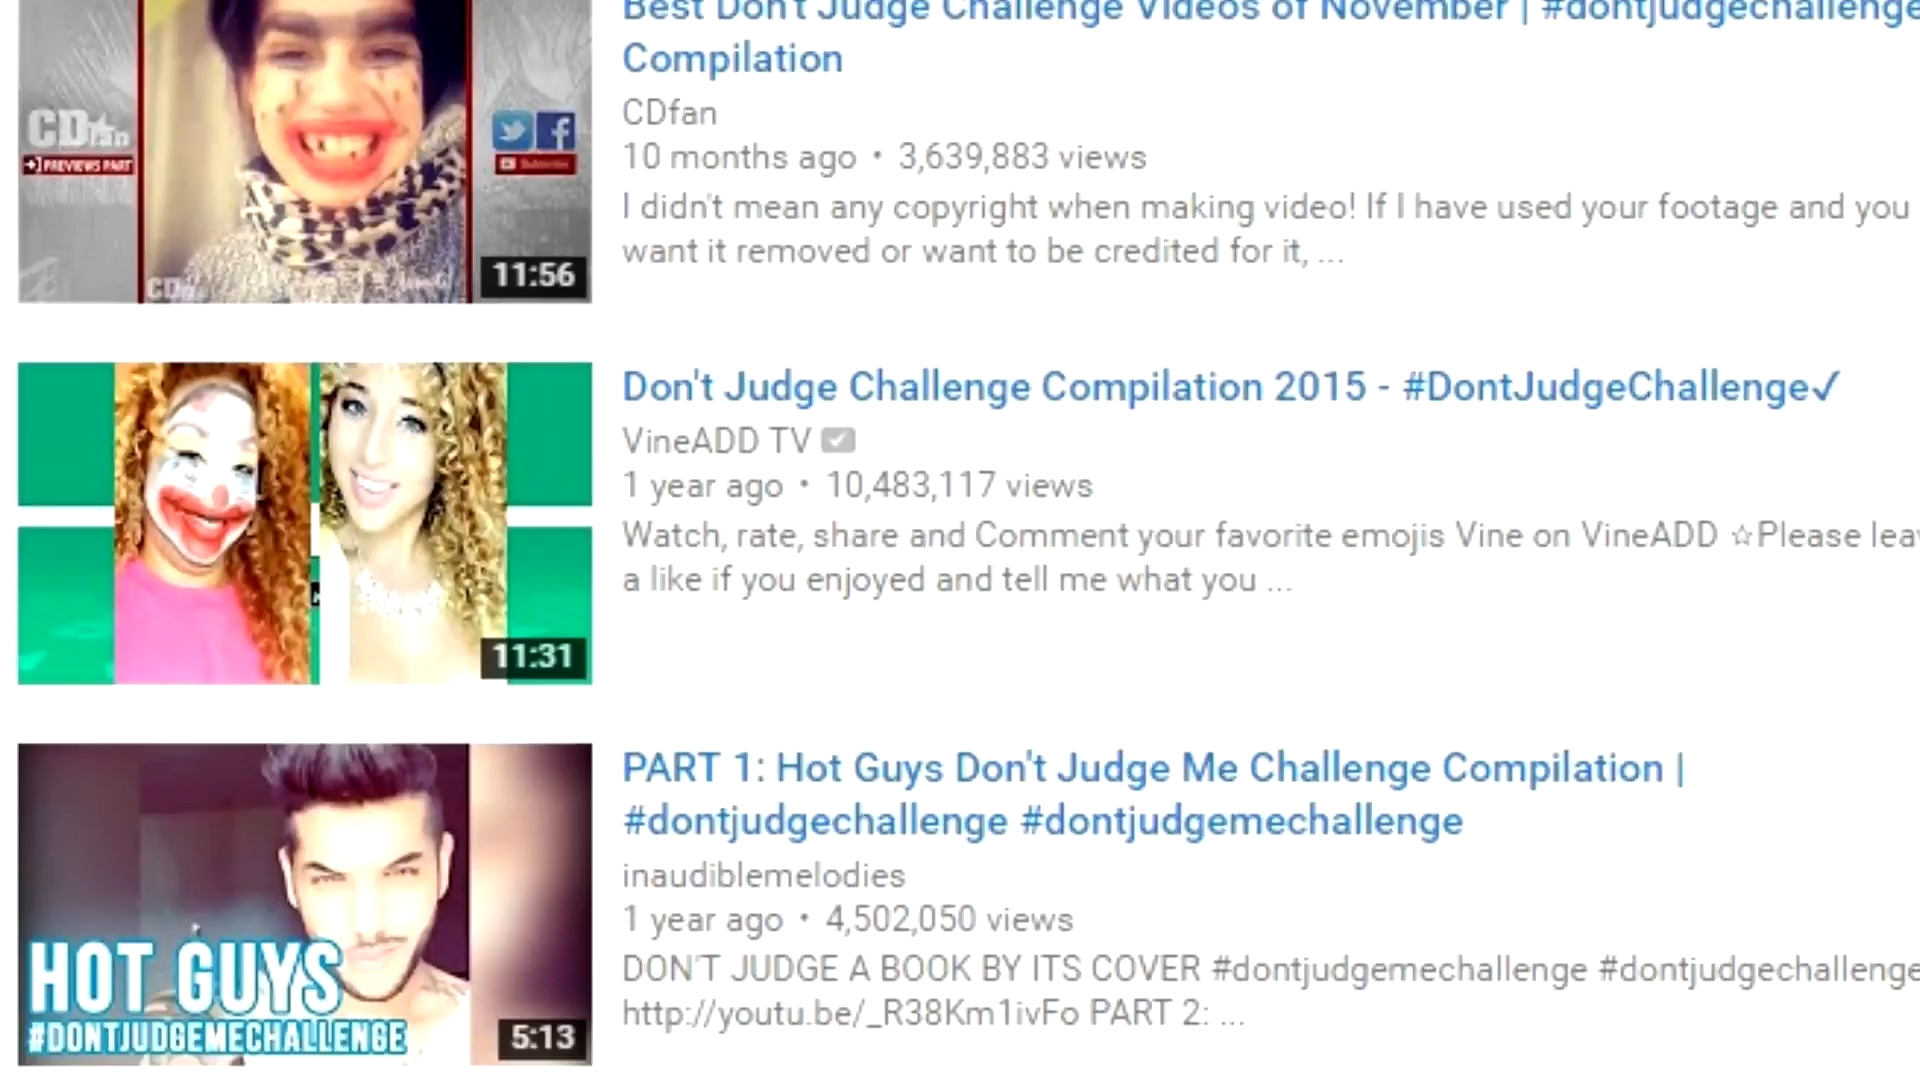 Best Don't Judge Challenge Videos of November | #dontjudgechallenge
Compilation
CDfan
10 months ago • 3,639,883 views
I didn't mean any copyright when making video! If I have used your footage and you
want it removed or want to be credited for it, ...
CDfan
PREVIEWS PART
Subscribe
11:56
Don't Judge Challenge Compilation 2015 - #DontJudgeChallenge✓
VineADD TV
1 year ago • 10,483,117 views
Watch, rate, share and Comment your favorite emojis Vine on VineADD ☆Please leav
a like if you enjoyed and tell me what you ...
11:31
PART 1: Hot Guys Don't Judge Me Challenge Compilation |
#dontjudgechallenge #dontjudgemechallenge
inaudiblemelodies
1 year ago • 4,502,050 views
DON'T JUDGE A BOOK BY ITS COVER #dontjudgemechallenge #dontjudgechallenge
http://youtu.be/_R38Km1ivFo PART 2: ...
HOT GUYS
#DONTJUDGEMECHALLENGE
5:13